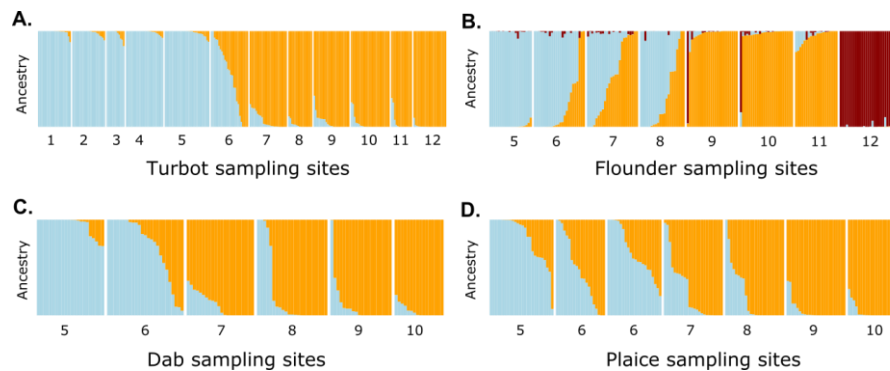 A.
Ancestry
1 2 3 4 5 6 7 8 9 10 11 12
Turbot sampling sites
B.
Ancestry
5 6 7 8 9 10 11 12
Flounder sampling sites
C.
Ancestry
5 6 7 8 9 10
Dab sampling sites
D.
Ancestry
5 6 6 7 8 9 10
Plaice sampling sites